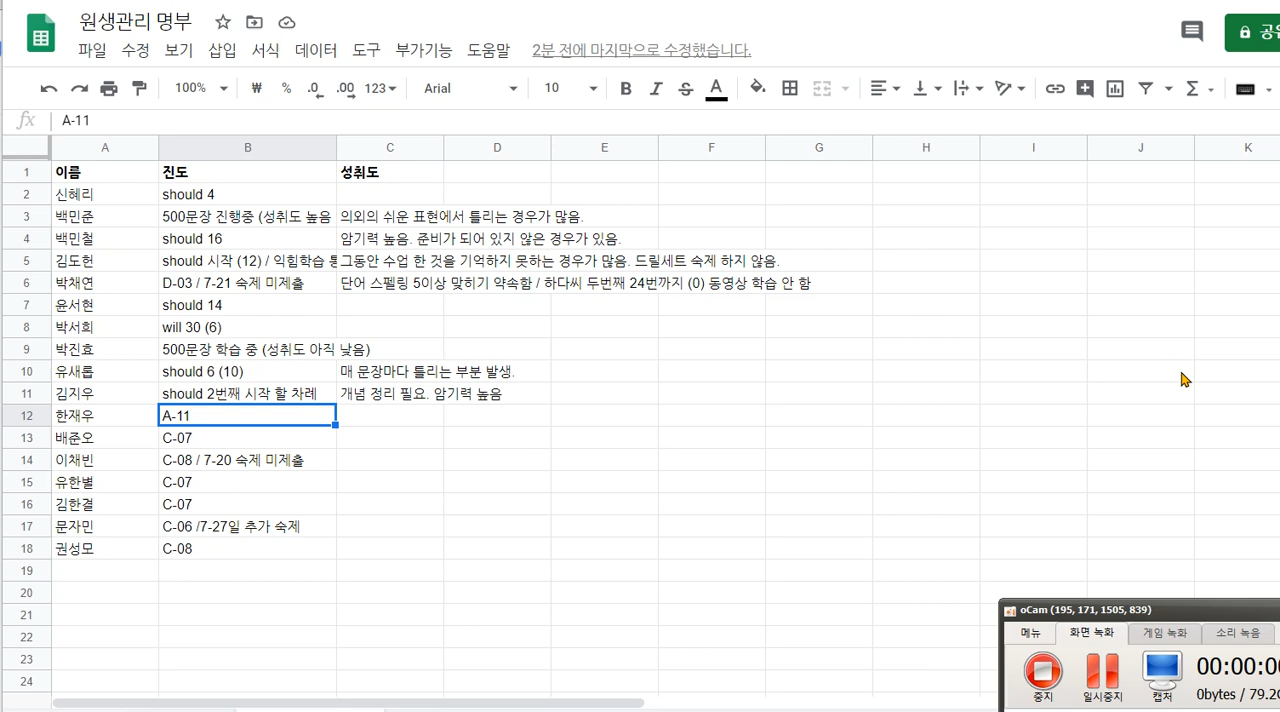 원생관리 명부
파일 수정 보기 삽입 서식 데이터 도구 부가기능 도움말 2분 전에 마지막으로 수정했습니다.
100% ₩ % .0 .00 123 Arial 10 B I S A Σ
fx A-11
A B C D E F G H I J K
1 이름 진도 성취도
2 신혜리 should 4
3 백민준 500문장 진행중 (성취도 높음 의외의 쉬운 표현에서 틀리는 경우가 많음.
4 백민철 should 16 암기력 높음. 준비가 되어 있지 않은 경우가 있음.
5 김도헌 should 시작 (12) / 익힘학습 그동안 수업 한 것을 기억하지 못하는 경우가 많음. 드릴세트 숙제 하지 않음.
6 박채연 D-03 / 7-21 숙제 미제출 단어 스펠링 5이상 맞히기 약속함 / 하다씨 두번째 24번까지 (0) 동영상 학습 안 함
7 윤서현 should 14
8 박서희 will 30 (6)
9 박진효 500문장 학습 중 (성취도 아직 낮음)
10 유새롭 should 6 (10) 매 문장마다 틀리는 부분 발생.
11 김지우 should 2번째 시작 할 차례 개념 정리 필요. 암기력 높음
12 한재우 A-11
13 배준오 C-07
14 이채빈 C-08 / 7-20 숙제 미제출
15 유한별 C-07
16 김한결 C-07
17 문자민 C-06 /7-27일 추가 숙제
18 권성모 C-08
19
20
21
22
23
24
oCam (195, 171, 1505, 839)
메뉴 화면 녹화 게임 녹화 소리 녹음
중지 일시중지 캡처
00:00:0
0bytes / 79.2